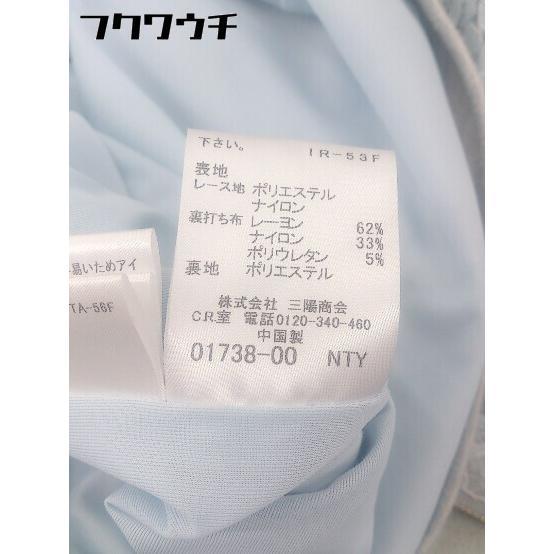 フクワウチ
下さい。 IR-53F
表地
レース地 ポリエステル
ナイロン
裏打ち布 レーヨン 62%
ナイロン 33%
ポリウレタン 5%
裏地 ポリエステル
株式会社 三陽商会
C.R.室 電話0120-340-460
中国製
01738-00 NTY
易いためアイ
TA-56F